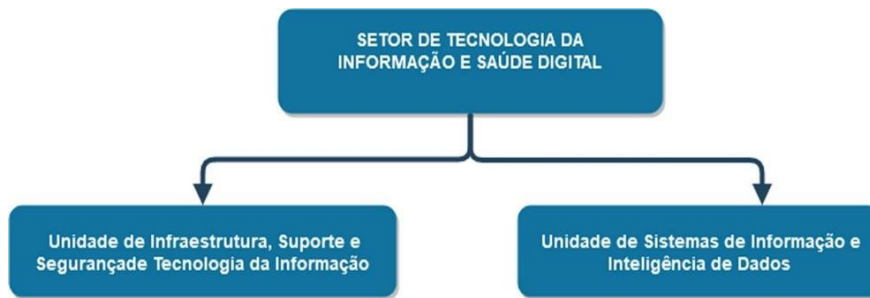 SETOR DE TECNOLOGIA DA
INFORMAÇÃO E SAÚDE DIGITAL
Unidade de Infraestrutura, Suporte e
Segurançade Tecnologia da Informação
Unidade de Sistemas de Informação e
Inteligência de Dados